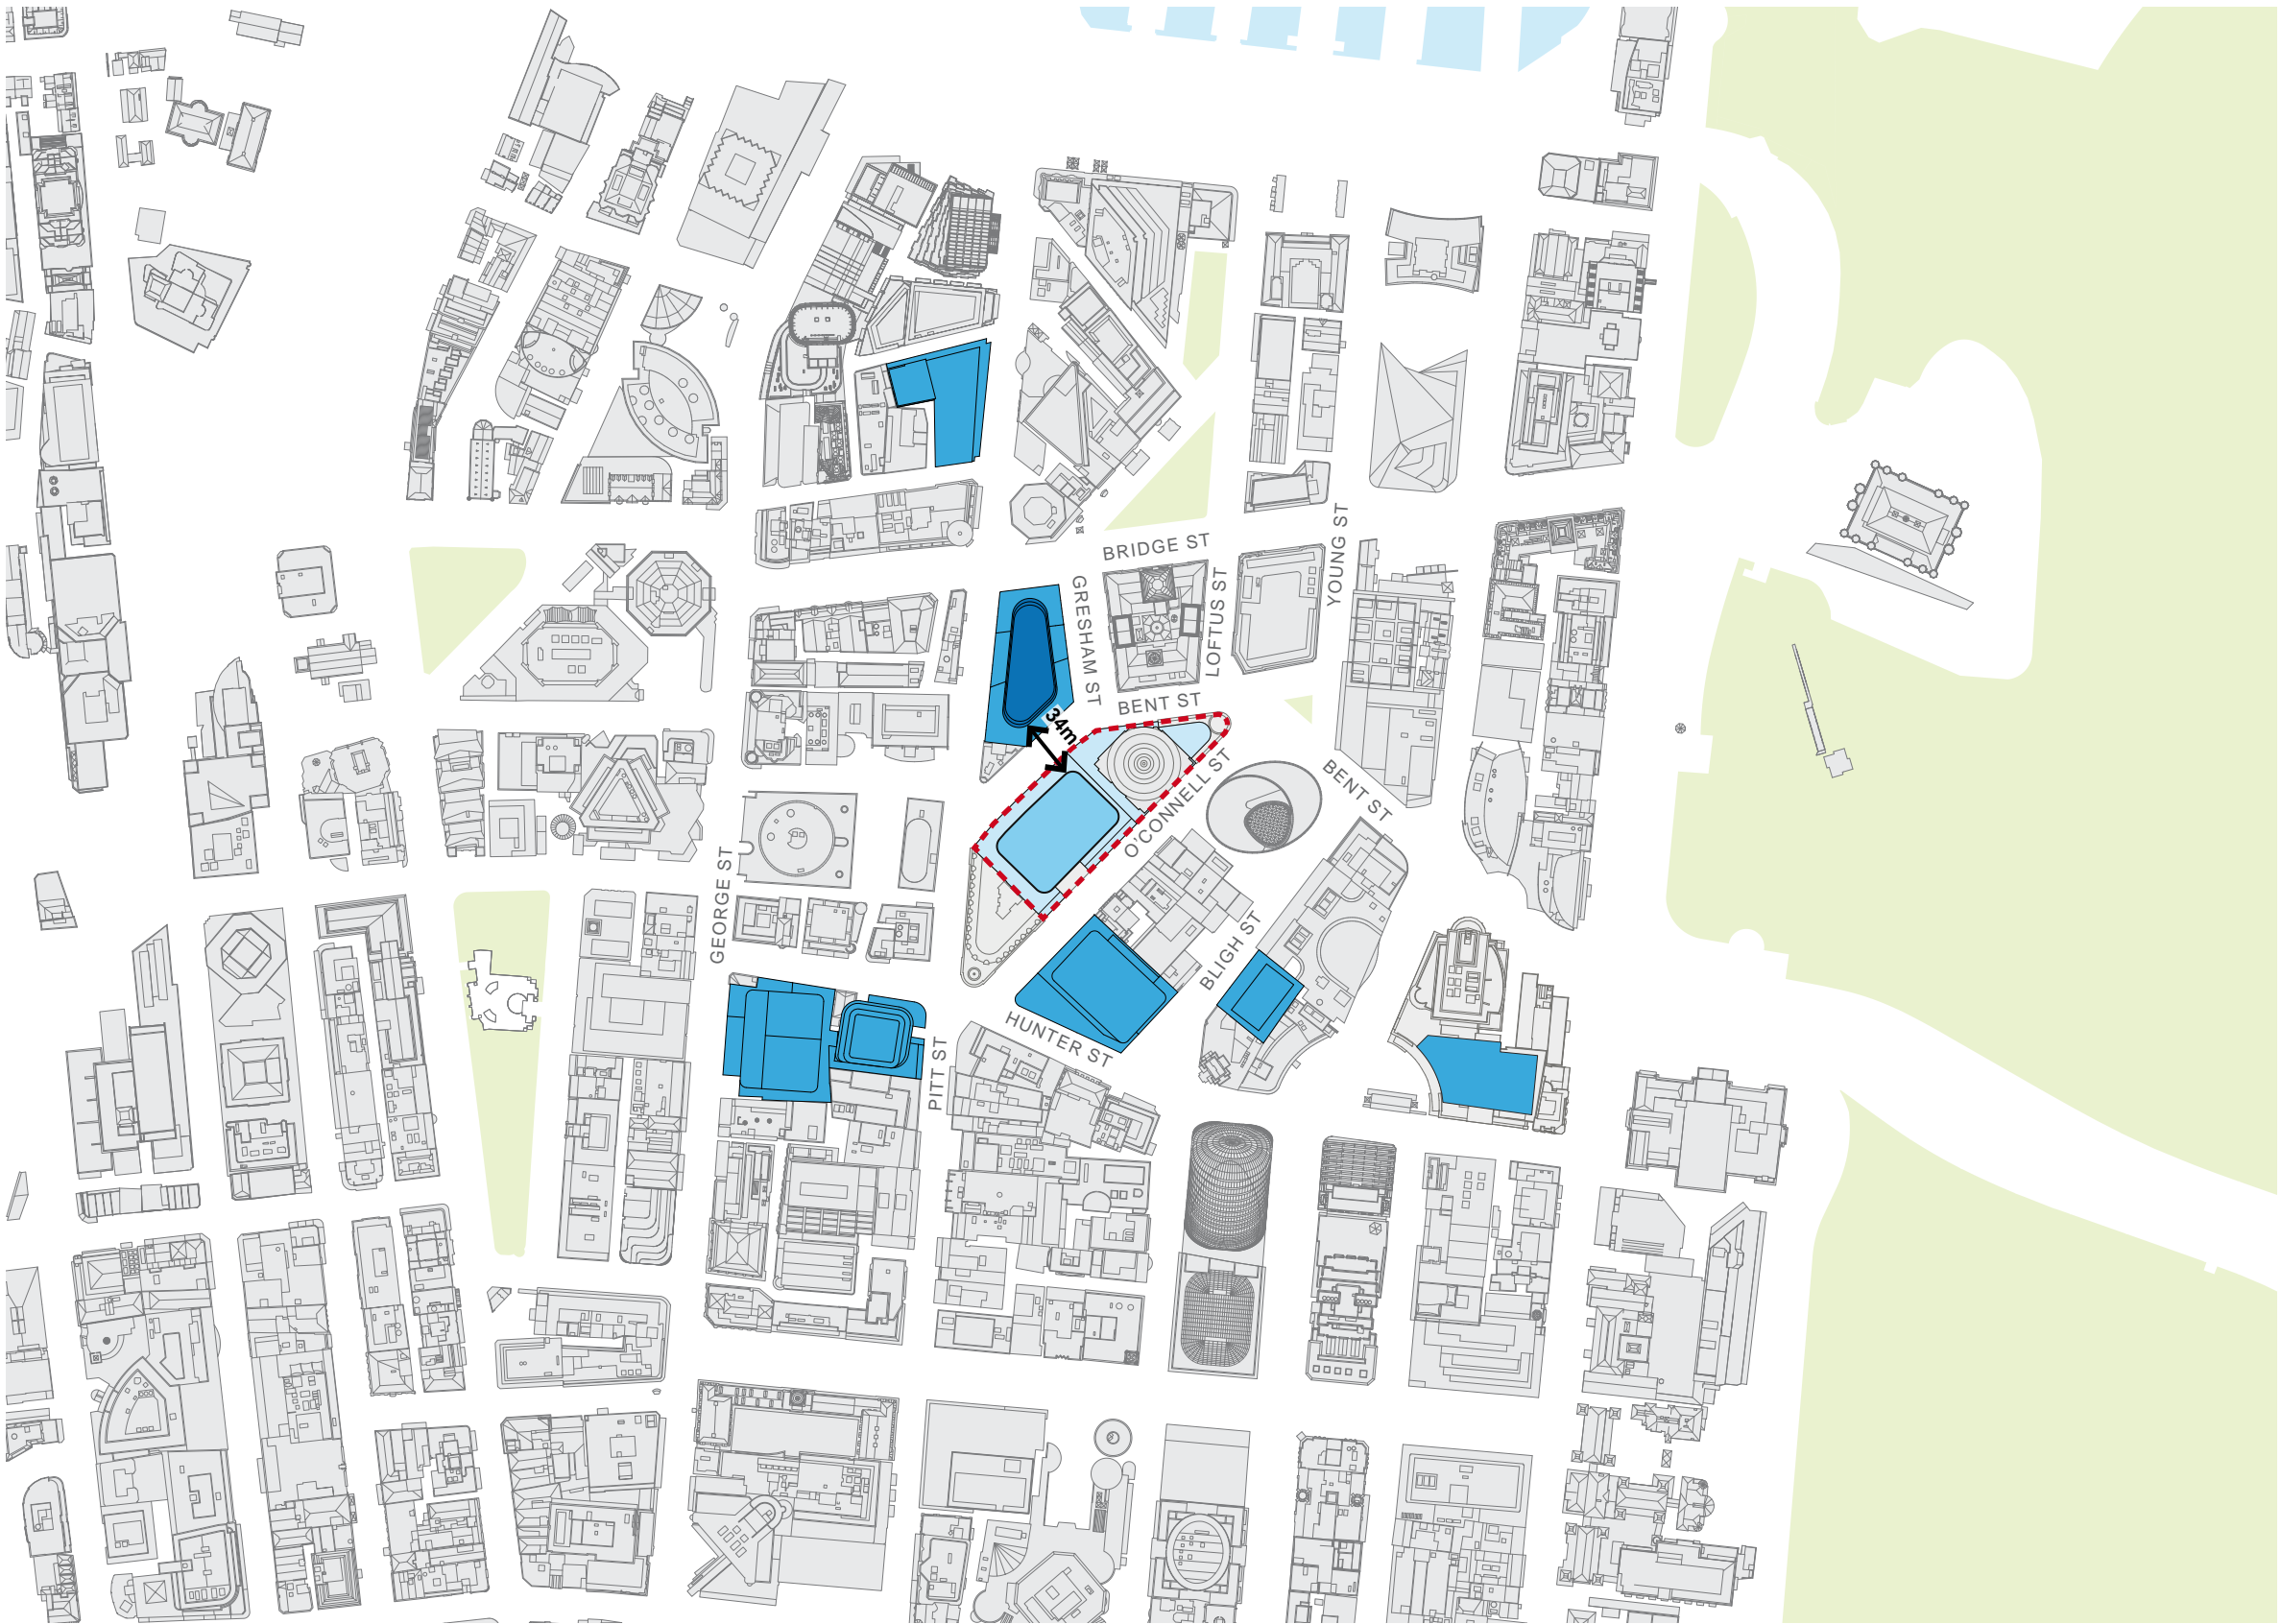 BRIDGE ST
YOUNG ST
GRESHAM ST
LOFTUS ST
BENT ST
34m
O'CONNELL ST
BENT ST
GEORGE ST
BLIGH ST
HUNTER ST
PITT ST